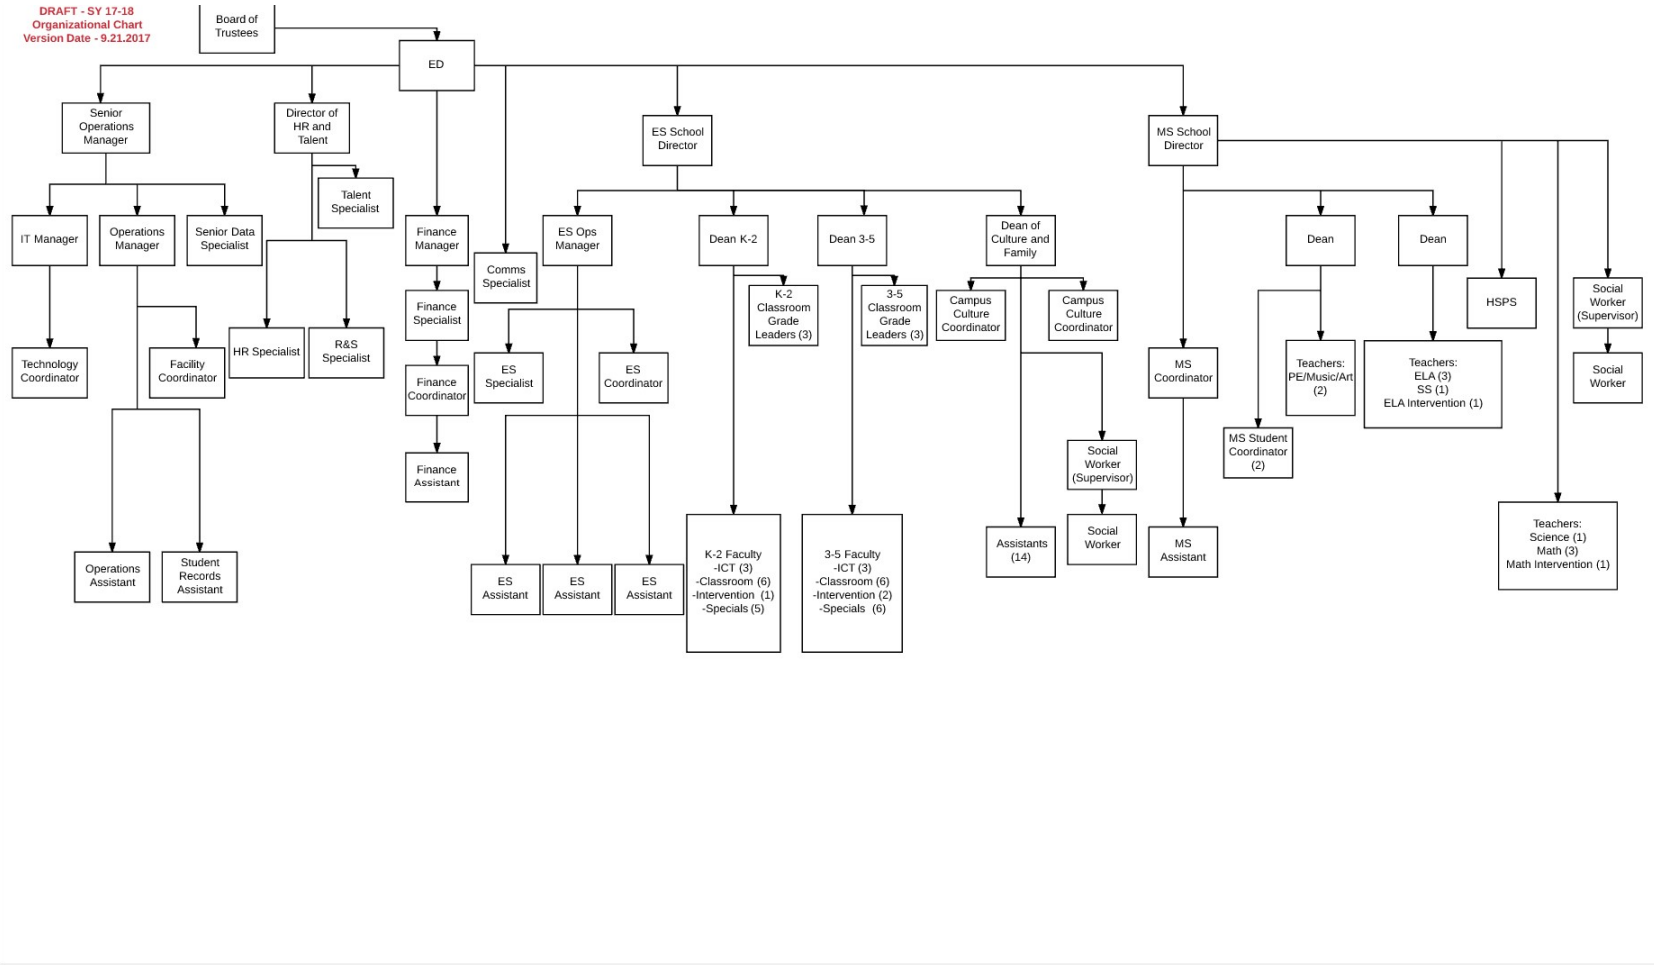 DRAFT - SY 17-18
Organizational Chart
Version Date - 9.21.2017
Board of
Trustees
ED
Senior
Operations
Manager
Director of
HR and
Talent
ES School
Director
MS School
Director
Talent
Specialist
IT Manager
Operations
Manager
Senior Data
Specialist
Finance
Manager
Comms
Specialist
ES Ops
Manager
Dean K-2
Dean 3-5
Dean of
Culture and
Family
Dean
Dean
HSPS
Social
Worker
(Supervisor)
K-2
Classroom
Grade
Leaders (3)
3-5
Classroom
Grade
Leaders (3)
Campus
Culture
Coordinator
Campus
Culture
Coordinator
Finance
Specialist
HR Specialist
R&S
Specialist
Technology
Coordinator
Facility
Coordinator
Finance
Coordinator
ES
Specialist
ES
Coordinator
MS
Coordinator
Teachers:
PE/Music/Art
(2)
Teachers:
ELA (3)
SS (1)
ELA Intervention (1)
Social
Worker
MS Student
Coordinator
(2)
Social
Worker
(Supervisor)
Finance
Assistant
Operations
Assistant
Student
Records
Assistant
ES
Assistant
ES
Assistant
ES
Assistant
K-2 Faculty
-ICT (3)
-Classroom (6)
-Intervention (1)
-Specials (5)
3-5 Faculty
-ICT (3)
-Classroom (6)
-Intervention (2)
-Specials (6)
Assistants
(14)
Social
Worker
MS
Assistant
Teachers:
Science (1)
Math (3)
Math Intervention (1)